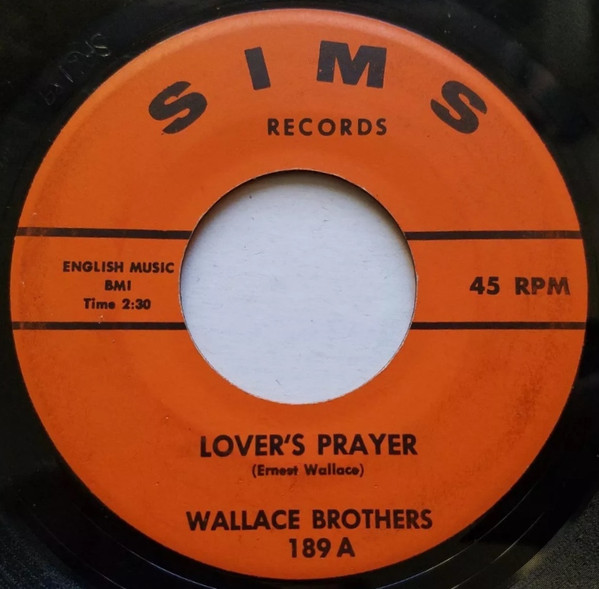 SIMS
RECORDS
ENGLISH MUSIC
BMI
Time 2:30
45 RPM
LOVER'S PRAYER
(Ernest Wallace)
WALLACE BROTHERS
189 A